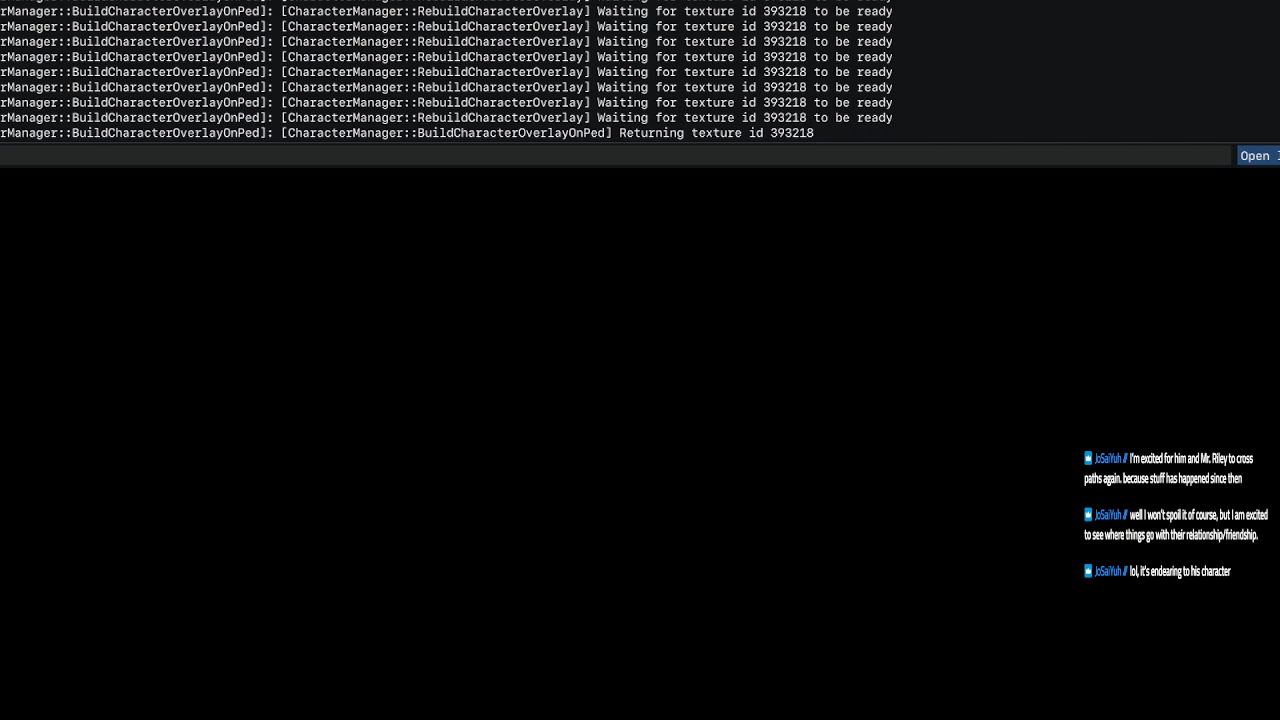 rManager::BuildCharacterOverlayOnPed]: [CharacterManager::RebuildCharacterOverlay] Waiting for texture id 393218 to be ready
rManager::BuildCharacterOverlayOnPed]: [CharacterManager::RebuildCharacterOverlay] Waiting for texture id 393218 to be ready
rManager::BuildCharacterOverlayOnPed]: [CharacterManager::RebuildCharacterOverlay] Waiting for texture id 393218 to be ready
rManager::BuildCharacterOverlayOnPed]: [CharacterManager::RebuildCharacterOverlay] Waiting for texture id 393218 to be ready
rManager::BuildCharacterOverlayOnPed]: [CharacterManager::RebuildCharacterOverlay] Waiting for texture id 393218 to be ready
rManager::BuildCharacterOverlayOnPed]: [CharacterManager::RebuildCharacterOverlay] Waiting for texture id 393218 to be ready
rManager::BuildCharacterOverlayOnPed]: [CharacterManager::RebuildCharacterOverlay] Waiting for texture id 393218 to be ready
rManager::BuildCharacterOverlayOnPed]: [CharacterManager::RebuildCharacterOverlay] Waiting for texture id 393218 to be ready
rManager::BuildCharacterOverlayOnPed]: [CharacterManager::BuildCharacterOverlayOnPed] Returning texture id 393218
Open
JoSaiYuh // I'm excited for him and Mr. Riley to cross
paths again. because stuff has happened since then
JoSaiYuh // well I won't spoil it of course, but I am excited
to see where things go with their relationship/friendship.
JoSaiYuh // lol, it's endearing to his character